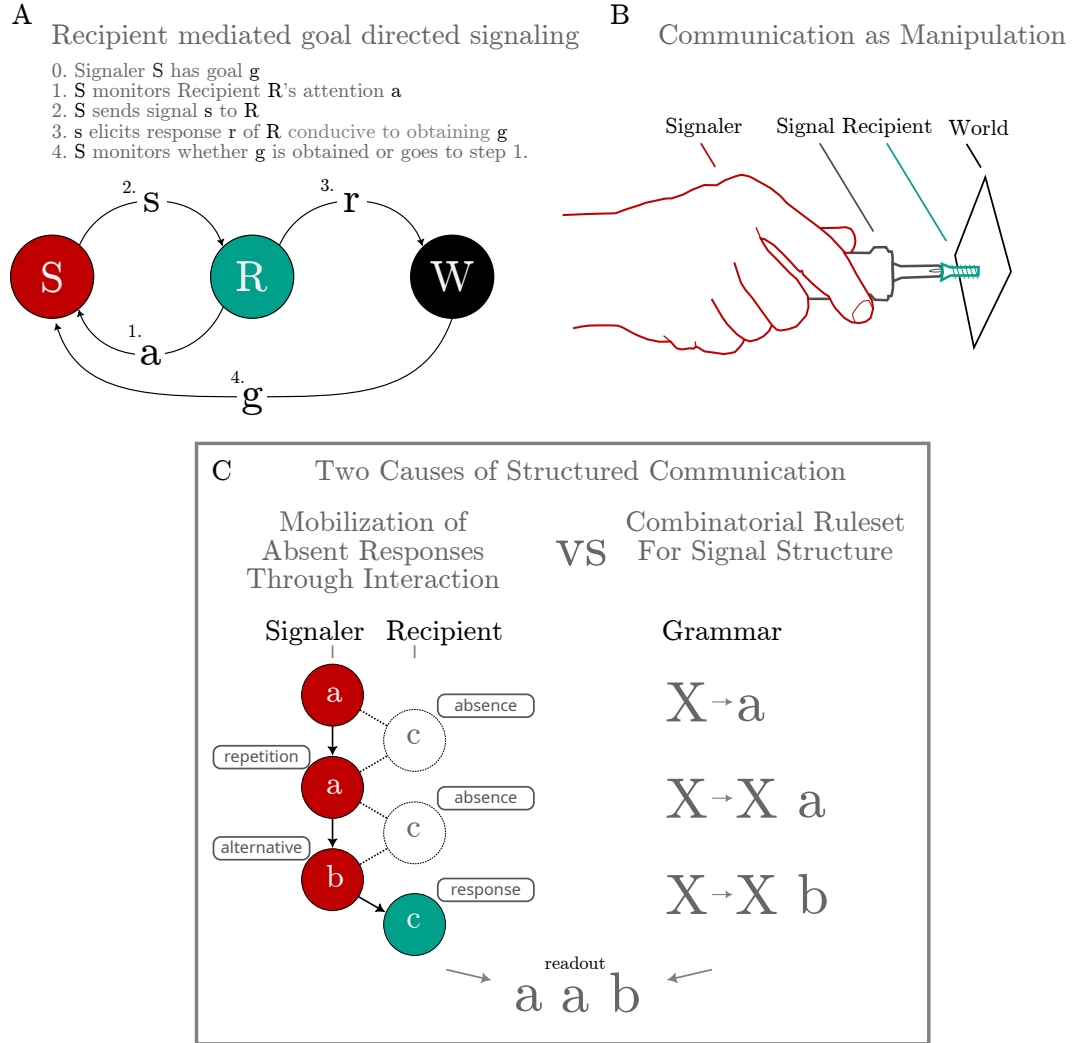 A
Recipient mediated goal directed signaling
0. Signaler S has goal g
1. S monitors Recipient R's attention a
2. S sends signal s to R
3. s elicits response r of R conducive to obtaining g
4. S monitors whether g is obtained or goes to step 1.
2. s
3. r
S
R
W
1. a
4. g
B
Communication as Manipulation
Signaler
Signal
Recipient
World
C
Two Causes of Structured Communication
Mobilization of
Absent Responses
Through Interaction
vs
Combinatorial Ruleset
For Signal Structure
Signaler
Recipient
a
absence
c
repetition
a
absence
c
alternative
b
response
c
Grammar
X→a
X→X a
X→X b
readout
a a b